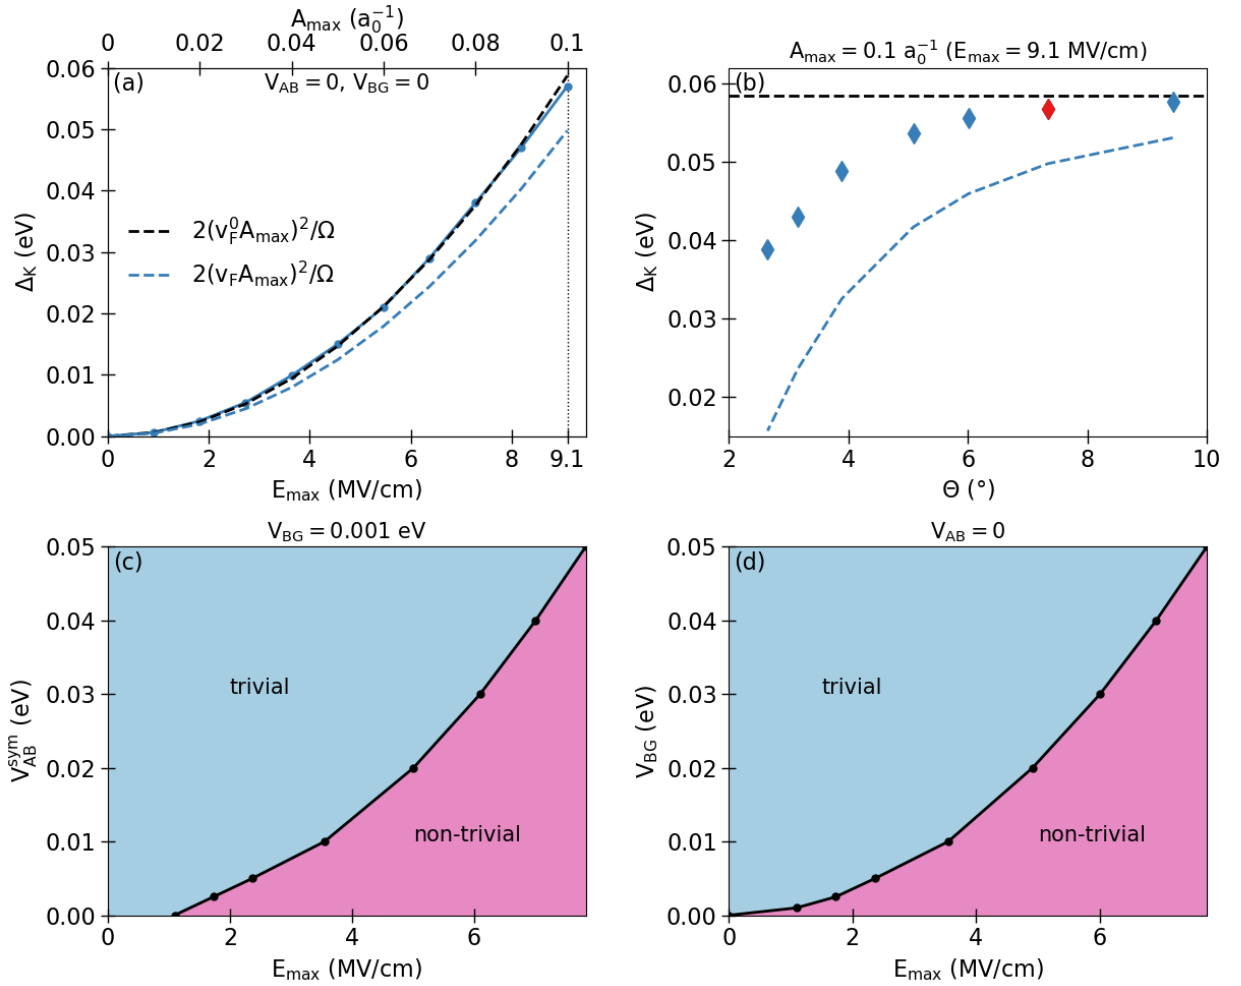 A_max (a_0^-1)
0 0.02 0.04 0.06 0.08 0.1
(a) V_AB = 0, V_BG = 0
0.06
0.05
0.04
0.03
0.02
0.01
0.00
Δ_K (eV)
2(v_F^0 A_max)^2/Ω
2(v_F A_max)^2/Ω
0 2 4 6 8 9.1
E_max (MV/cm)
A_max = 0.1 a_0^-1 (E_max = 9.1 MV/cm)
(b)
0.06
0.05
0.04
0.03
0.02
Δ_K (eV)
2 4 6 8 10
Θ (°)
V_BG = 0.001 eV
(c)
0.05
0.04
0.03
0.02
0.01
0.00
V_AB^sym (eV)
trivial
non-trivial
0 2 4 6
E_max (MV/cm)
V_AB = 0
(d)
0.05
0.04
0.03
0.02
0.01
0.00
V_BG (eV)
trivial
non-trivial
0 2 4 6
E_max (MV/cm)